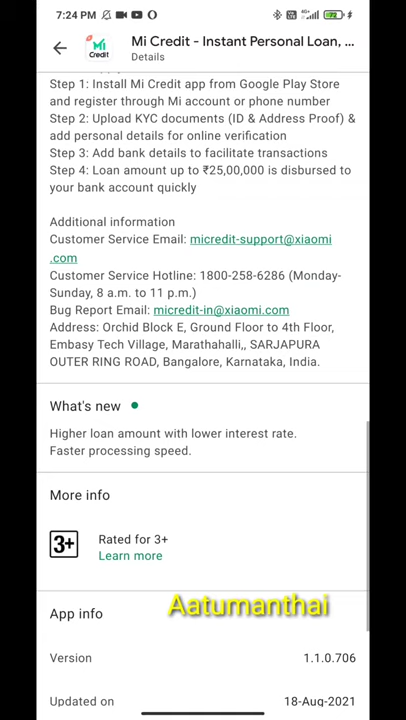 7:24 PM
72
Mi Credit - Instant Personal Loan, ...
Mi
Credit
Details
Step 1: Install Mi Credit app from Google Play Store
and register through Mi account or phone number
Step 2: Upload KYC documents (ID & Address Proof) &
add personal details for online verification
Step 3: Add bank details to facilitate transactions
Step 4: Loan amount up to ₹25,00,000 is disbursed to
your bank account quickly
Additional information
Customer Service Email: micredit-support@xiaomi
.com
Customer Service Hotline: 1800-258-6286 (Monday-
Sunday, 8 a.m. to 11 p.m.)
Bug Report Email: micredit-in@xiaomi.com
Address: Orchid Block E, Ground Floor to 4th Floor,
Embasy Tech Village, Marathahalli,, SARJAPURA
OUTER RING ROAD, Bangalore, Karnataka, India.
What's new
Higher loan amount with lower interest rate.
Faster processing speed.
More info
3+
Rated for 3+
Learn more
Aatumanthai
App info
Version 1.1.0.706
Updated on 18-Aug-2021